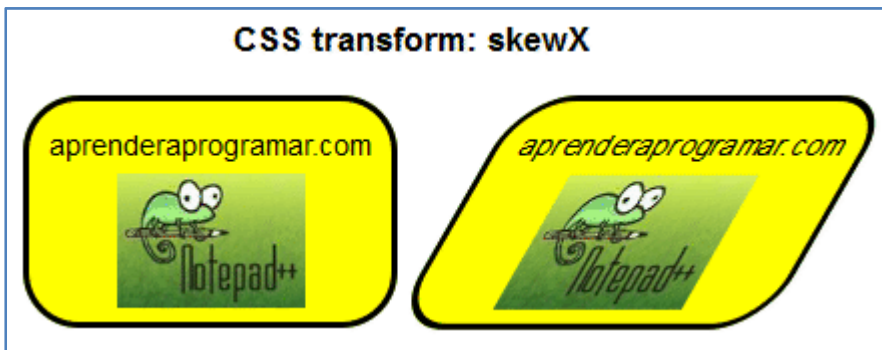 CSS transform: skewX
aprenderaprogramar.com
Notepad++
aprenderaprogramar.com
Notepad++